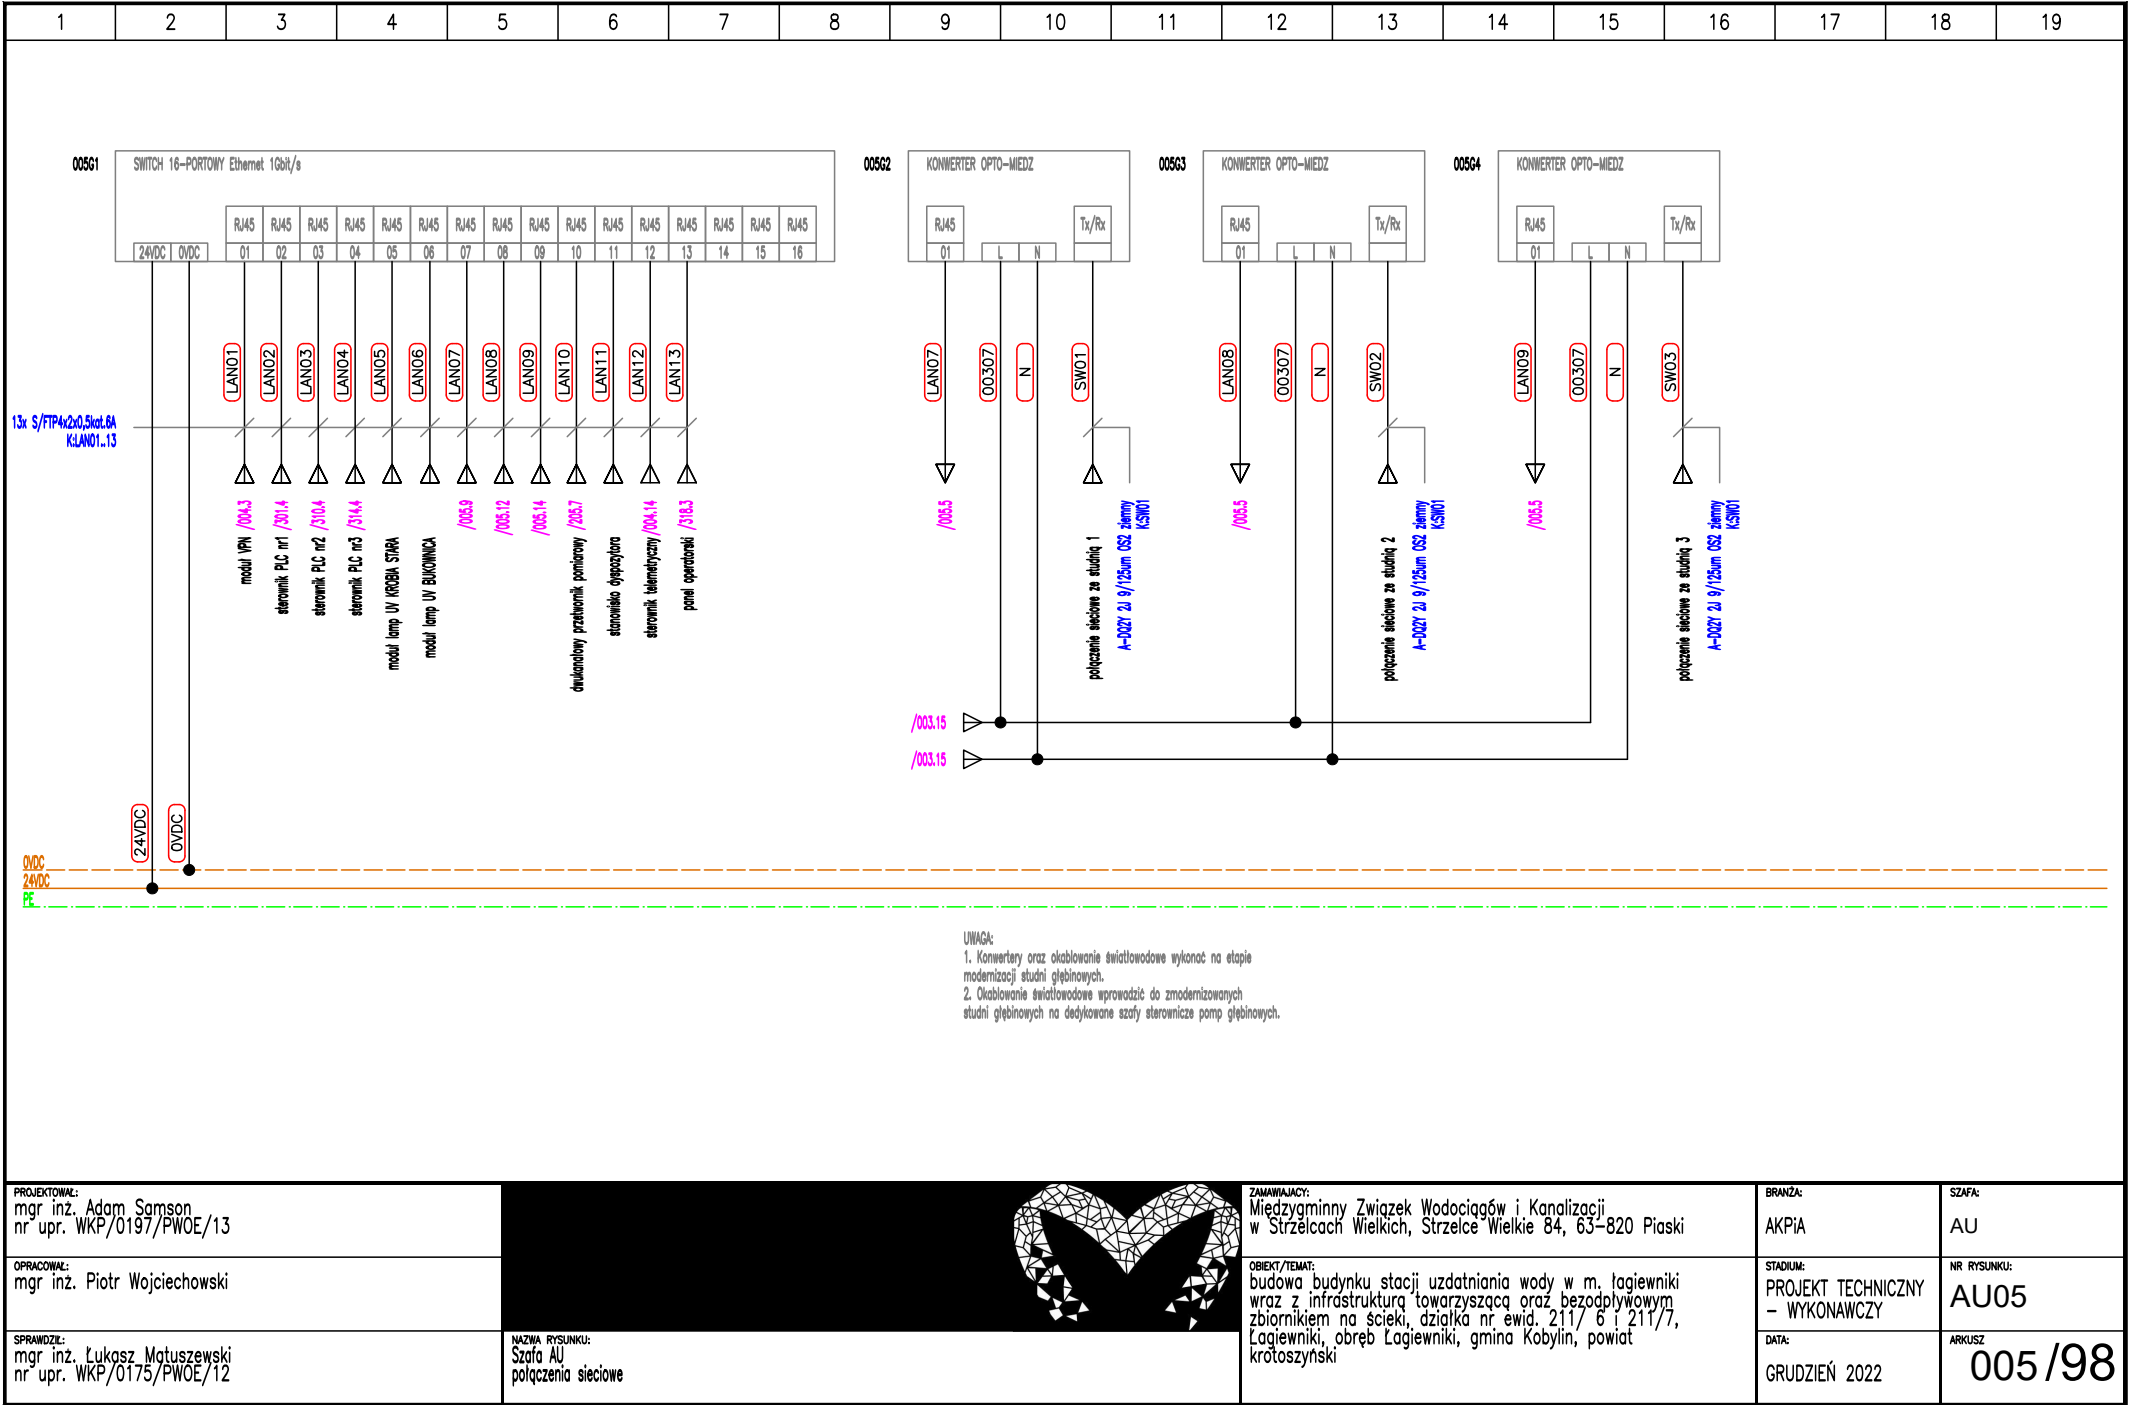 1 2 3 4 5 6 7 8 9 10 11 12 13 14 15 16 17 18 19
005G1
SWITCH 16-PORTOWY Ethernet 1Gbit/s
RJ45 RJ45 RJ45 RJ45 RJ45 RJ45 RJ45 RJ45 RJ45 RJ45 RJ45 RJ45 RJ45 RJ45 RJ45 RJ45
24VDC 0VDC 01 02 03 04 05 06 07 08 09 10 11 12 13 14 15 16
005G2
KONWERTER OPTO-MIEDZ
RJ45 Tx/Rx
01 L N
005G3
KONWERTER OPTO-MIEDZ
RJ45 Tx/Rx
01 L N
005G4
KONWERTER OPTO-MIEDZ
RJ45 Tx/Rx
01 L N
LAN01 LAN02 LAN03 LAN04 LAN05 LAN06 LAN07 LAN08 LAN09 LAN10 LAN11 LAN12 LAN13
LAN07 00307 N SW01
LAN08 00307 N SW02
LAN09 00307 N SW03
13x S/FTP4x2x0,5kat.6A
K:LAN01..13
/004.3
moduł VPN
/301.4
sterownik PLC nr1
/310.4
sterownik PLC nr2
/314.4
sterownik PLC nr3
moduł lamp UV KROBIA STARA
moduł lamp UV BUKOWNICA
/005.9
/005.12
/005.14
/205.7
dwukanałowy przetwornik pomiarowy
stanowisko dyspozytora
/004.14
sterownik telemetryczny
/318.3
panel operatorski
/005.5
połączenie sieciowe ze studnią 1
A-DQ2Y 2J 9/125um OS2 ziemny
K:SW01
/005.5
połączenie sieciowe ze studnią 2
A-DQ2Y 2J 9/125um OS2 ziemny
K:SW01
/005.5
połączenie sieciowe ze studnią 3
A-DQ2Y 2J 9/125um OS2 ziemny
K:SW01
/003.15
/003.15
24VDC
0VDC
0VDC
24VDC
PE
UWAGA:
1. Konwertery oraz okablowanie światłowodowe wykonać na etapie
modernizacji studni głębinowych.
2. Okablowanie światłowodowe wprowadzić do zmodernizowanych
studni głębinowych na dedykowane szafy sterownicze pomp głębinowych.
PROJEKTOWAŁ:
mgr inż. Adam Samson
nr upr. WKP/0197/PWOE/13
OPRACOWAŁ:
mgr inż. Piotr Wojciechowski
SPRAWDZIŁ:
mgr inż. Łukasz Matuszewski
nr upr. WKP/0175/PWOE/12
NAZWA RYSUNKU:
Szafa AU
połączenia sieciowe
ZAMAWIAJĄCY:
Międzygminny Związek Wodociągów i Kanalizacji
w Strzelcach Wielkich, Strzelce Wielkie 84, 63-820 Piaski
OBIEKT/TEMAT:
budowa budynku stacji uzdatniania wody w m. łagiewniki
wraz z infrastrukturą towarzyszącą oraz bezodpływowym
zbiornikiem na ścieki, działka nr ewid. 211/ 6 i 211/7,
Łagiewniki, obręb Łagiewniki, gmina Kobylin, powiat
krotoszyński
BRANŻA:
AKPiA
SZAFA:
AU
STADIUM:
PROJEKT TECHNICZNY
- WYKONAWCZY
NR RYSUNKU:
AU05
DATA:
GRUDZIEŃ 2022
ARKUSZ
005 /98